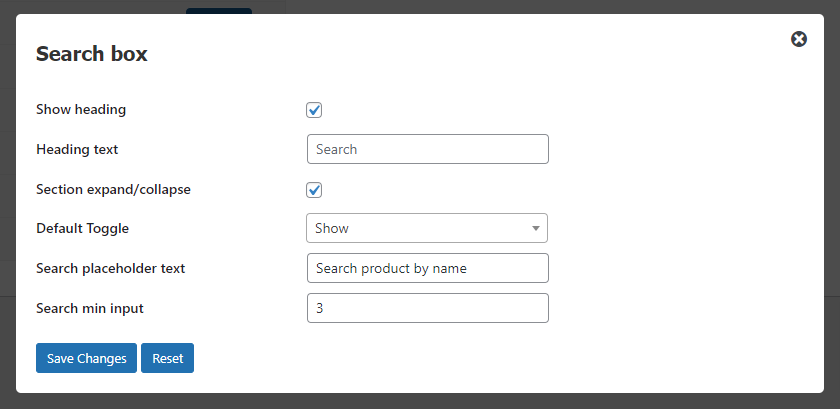 Search box
Show heading
Heading text Search
Section expand/collapse
Default Toggle Show
Search placeholder text Search product by name
Search min input 3
Save Changes Reset